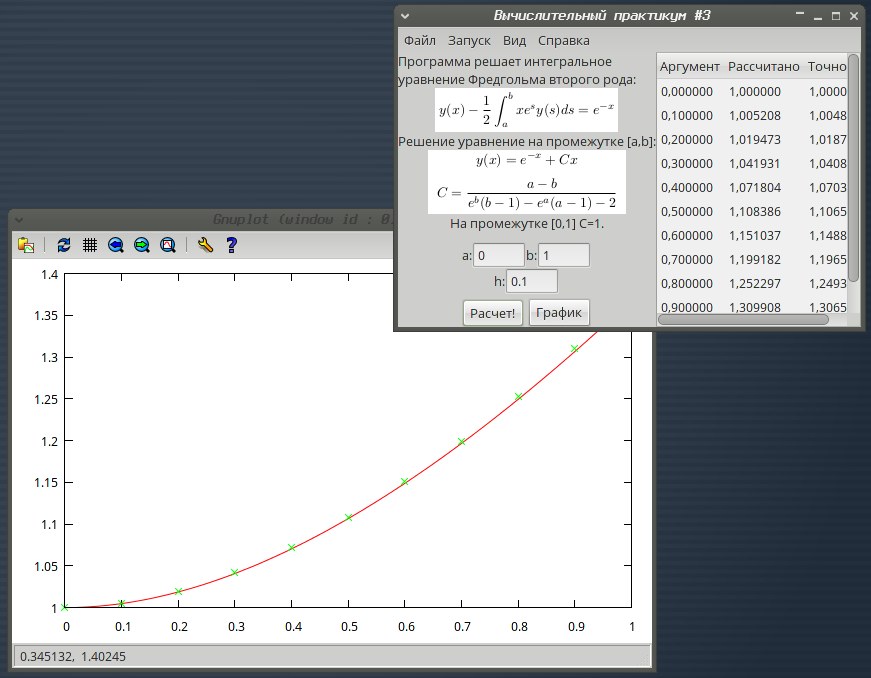 Вычислительный практикум #3
Файл Запуск Вид Справка
Программа решает интегральное
уравнение Фредгольма второго рода:
y(x) − 1/2 ∫_a^b xe^s y(s)ds = e^{−x}
Решение уравнение на промежутке [a,b]:
y(x) = e^{−x} + Cx
C = (a − b)/(e^b(b − 1) − e^a(a − 1) − 2)
На промежутке [0,1] C=1.
a: 0 b: 1
h: 0.1
Расчет! График
Аргумент Рассчитано Точно
0,000000 1,000000 1,0000
0,100000 1,005208 1,0048
0,200000 1,019473 1,0187
0,300000 1,041931 1,0408
0,400000 1,071804 1,0703
0,500000 1,108386 1,1065
0,600000 1,151037 1,1488
0,700000 1,199182 1,1965
0,800000 1,252297 1,2493
0,900000 1,309908 1,3065
Gnuplot (window id : 0
1.4
1.35
1.3
1.25
1.2
1.15
1.1
1.05
1
0 0.1 0.2 0.3 0.4 0.5 0.6 0.7 0.8 0.9 1
0.345132, 1.40245